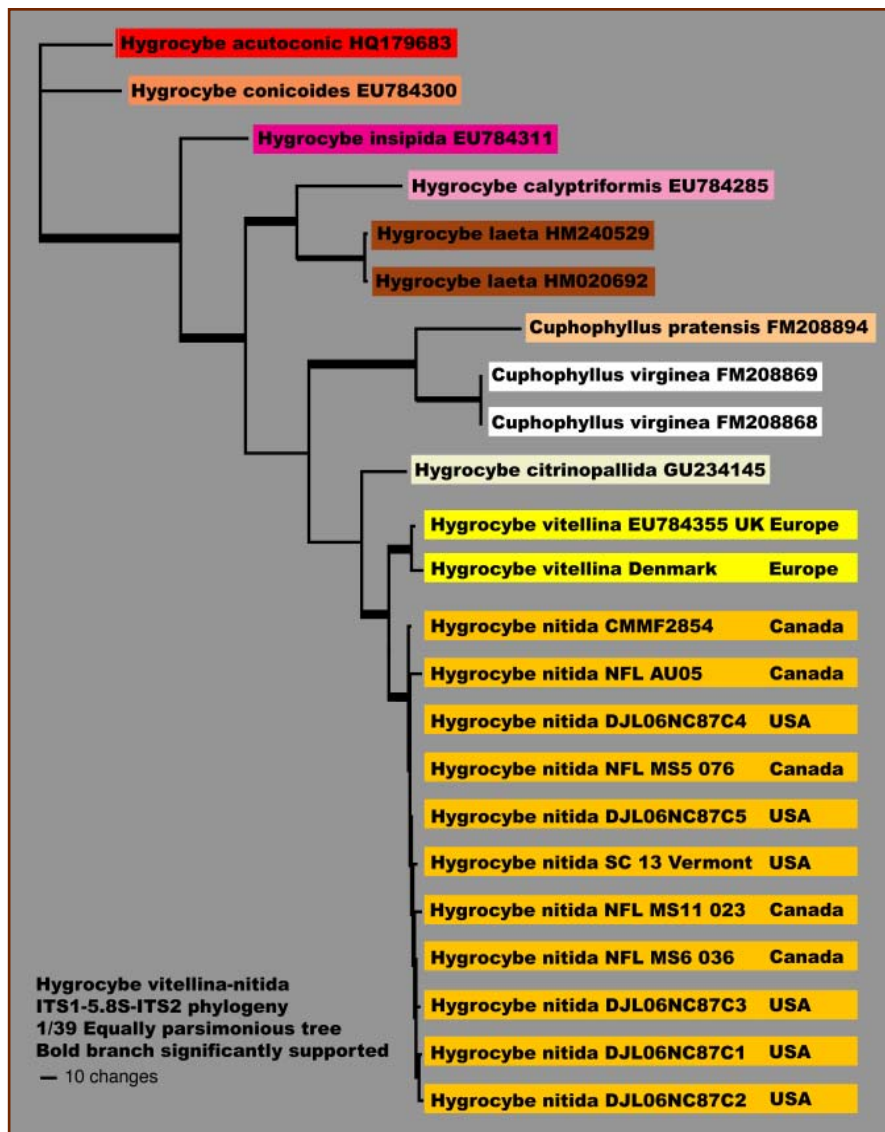 Hygrocybe acutoconic HQ179683
Hygrocybe conicoides EU784300
Hygrocybe insipida EU784311
Hygrocybe calyptriformis EU784285
Hygrocybe laeta HM240529
Hygrocybe laeta HM020692
Cuphophyllus pratensis FM208894
Cuphophyllus virginea FM208869
Cuphophyllus virginea FM208868
Hygrocybe citrinopallida GU234145
Hygrocybe vitellina EU784355 UK Europe
Hygrocybe vitellina Denmark Europe
Hygrocybe nitida CMMF2854 Canada
Hygrocybe nitida NFL AU05 Canada
Hygrocybe nitida DJL06NC87C4 USA
Hygrocybe nitida NFL MS5 076 Canada
Hygrocybe nitida DJL06NC87C5 USA
Hygrocybe nitida SC 13 Vermont USA
Hygrocybe nitida NFL MS11 023 Canada
Hygrocybe nitida NFL MS6 036 Canada
Hygrocybe nitida DJL06NC87C3 USA
Hygrocybe nitida DJL06NC87C1 USA
Hygrocybe nitida DJL06NC87C2 USA
Hygrocybe vitellina-nitida
ITS1-5.8S-ITS2 phylogeny
1/39 Equally parsimonious tree
Bold branch significantly supported
10 changes